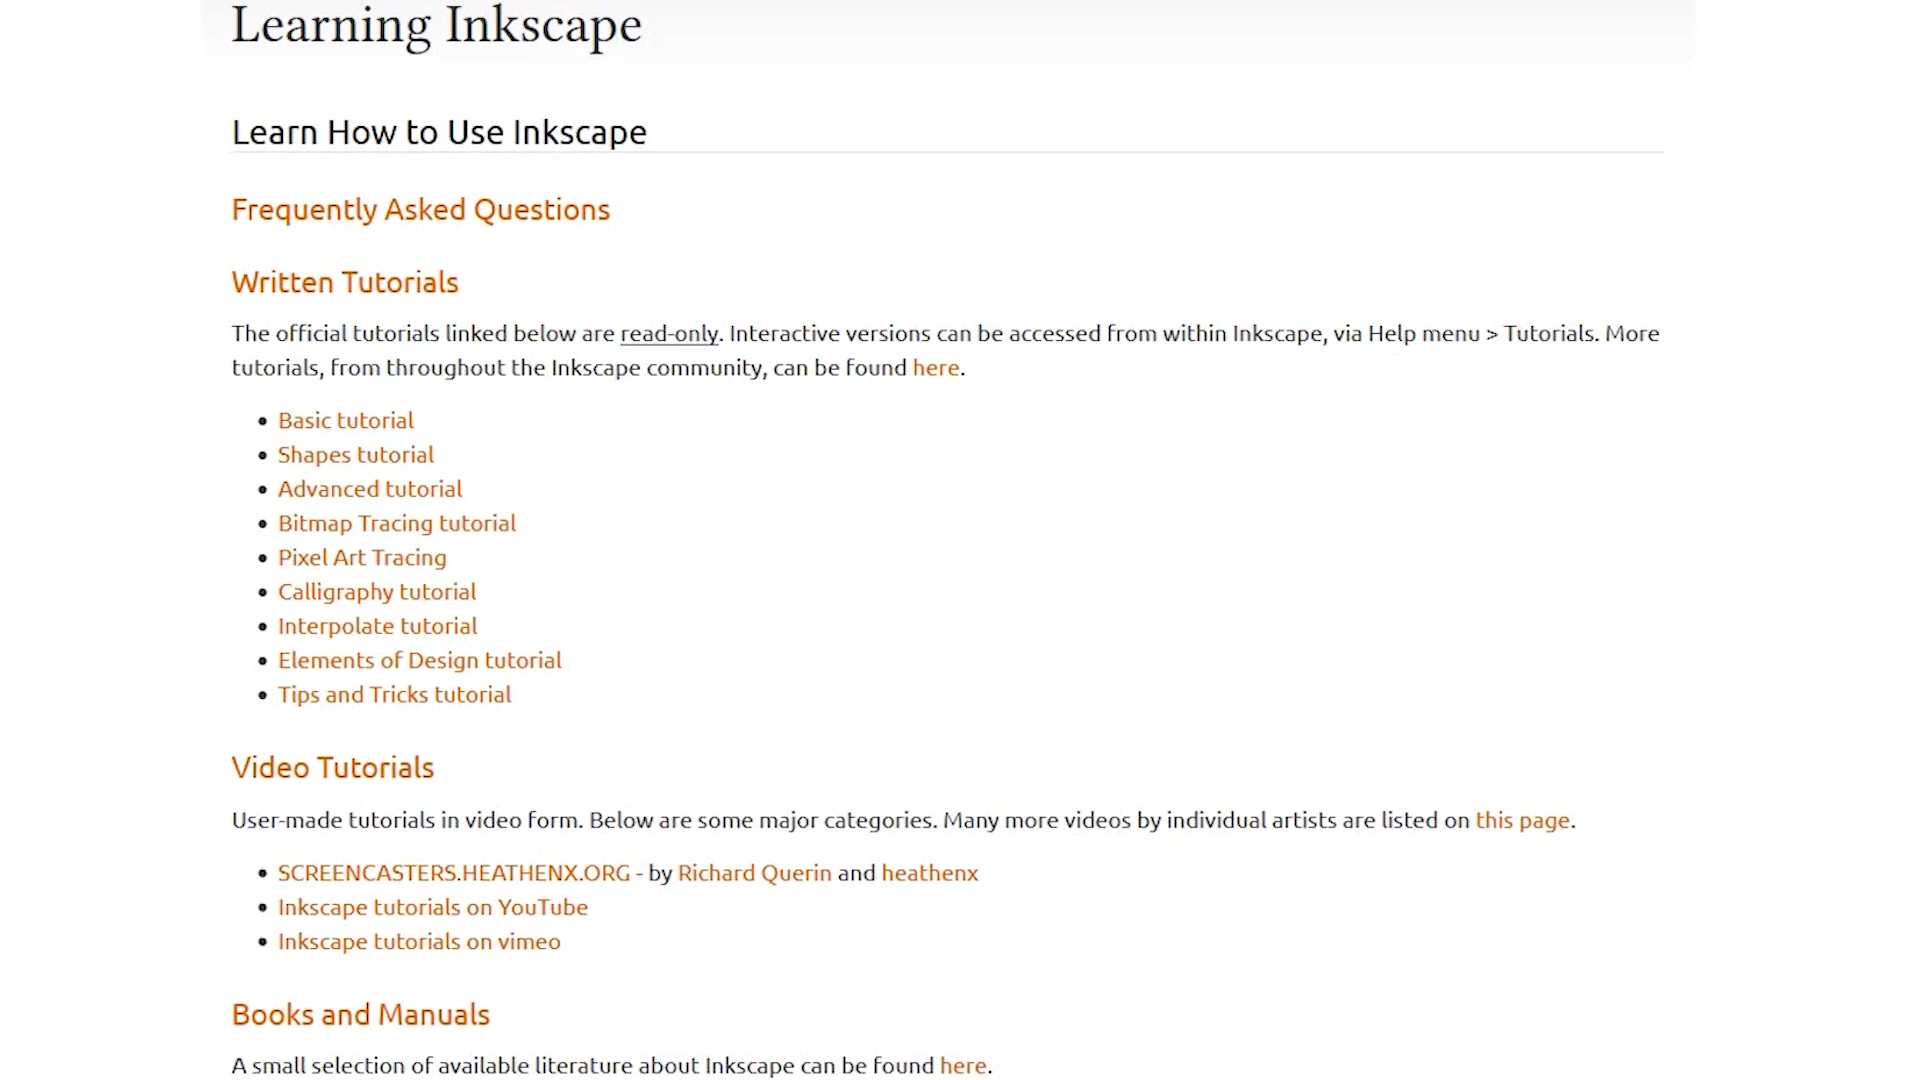 Learning Inkscape
Learn How to Use Inkscape
Frequently Asked Questions
Written Tutorials
The official tutorials linked below are read-only. Interactive versions can be accessed from within Inkscape, via Help menu > Tutorials. More
tutorials, from throughout the Inkscape community, can be found here.
Basic tutorial
Shapes tutorial
Advanced tutorial
Bitmap Tracing tutorial
Pixel Art Tracing
Calligraphy tutorial
Interpolate tutorial
Elements of Design tutorial
Tips and Tricks tutorial
Video Tutorials
User-made tutorials in video form. Below are some major categories. Many more videos by individual artists are listed on this page.
SCREENCASTERS.HEATHENX.ORG - by Richard Querin and heathenx
Inkscape tutorials on YouTube
Inkscape tutorials on vimeo
Books and Manuals
A small selection of available literature about Inkscape can be found here.